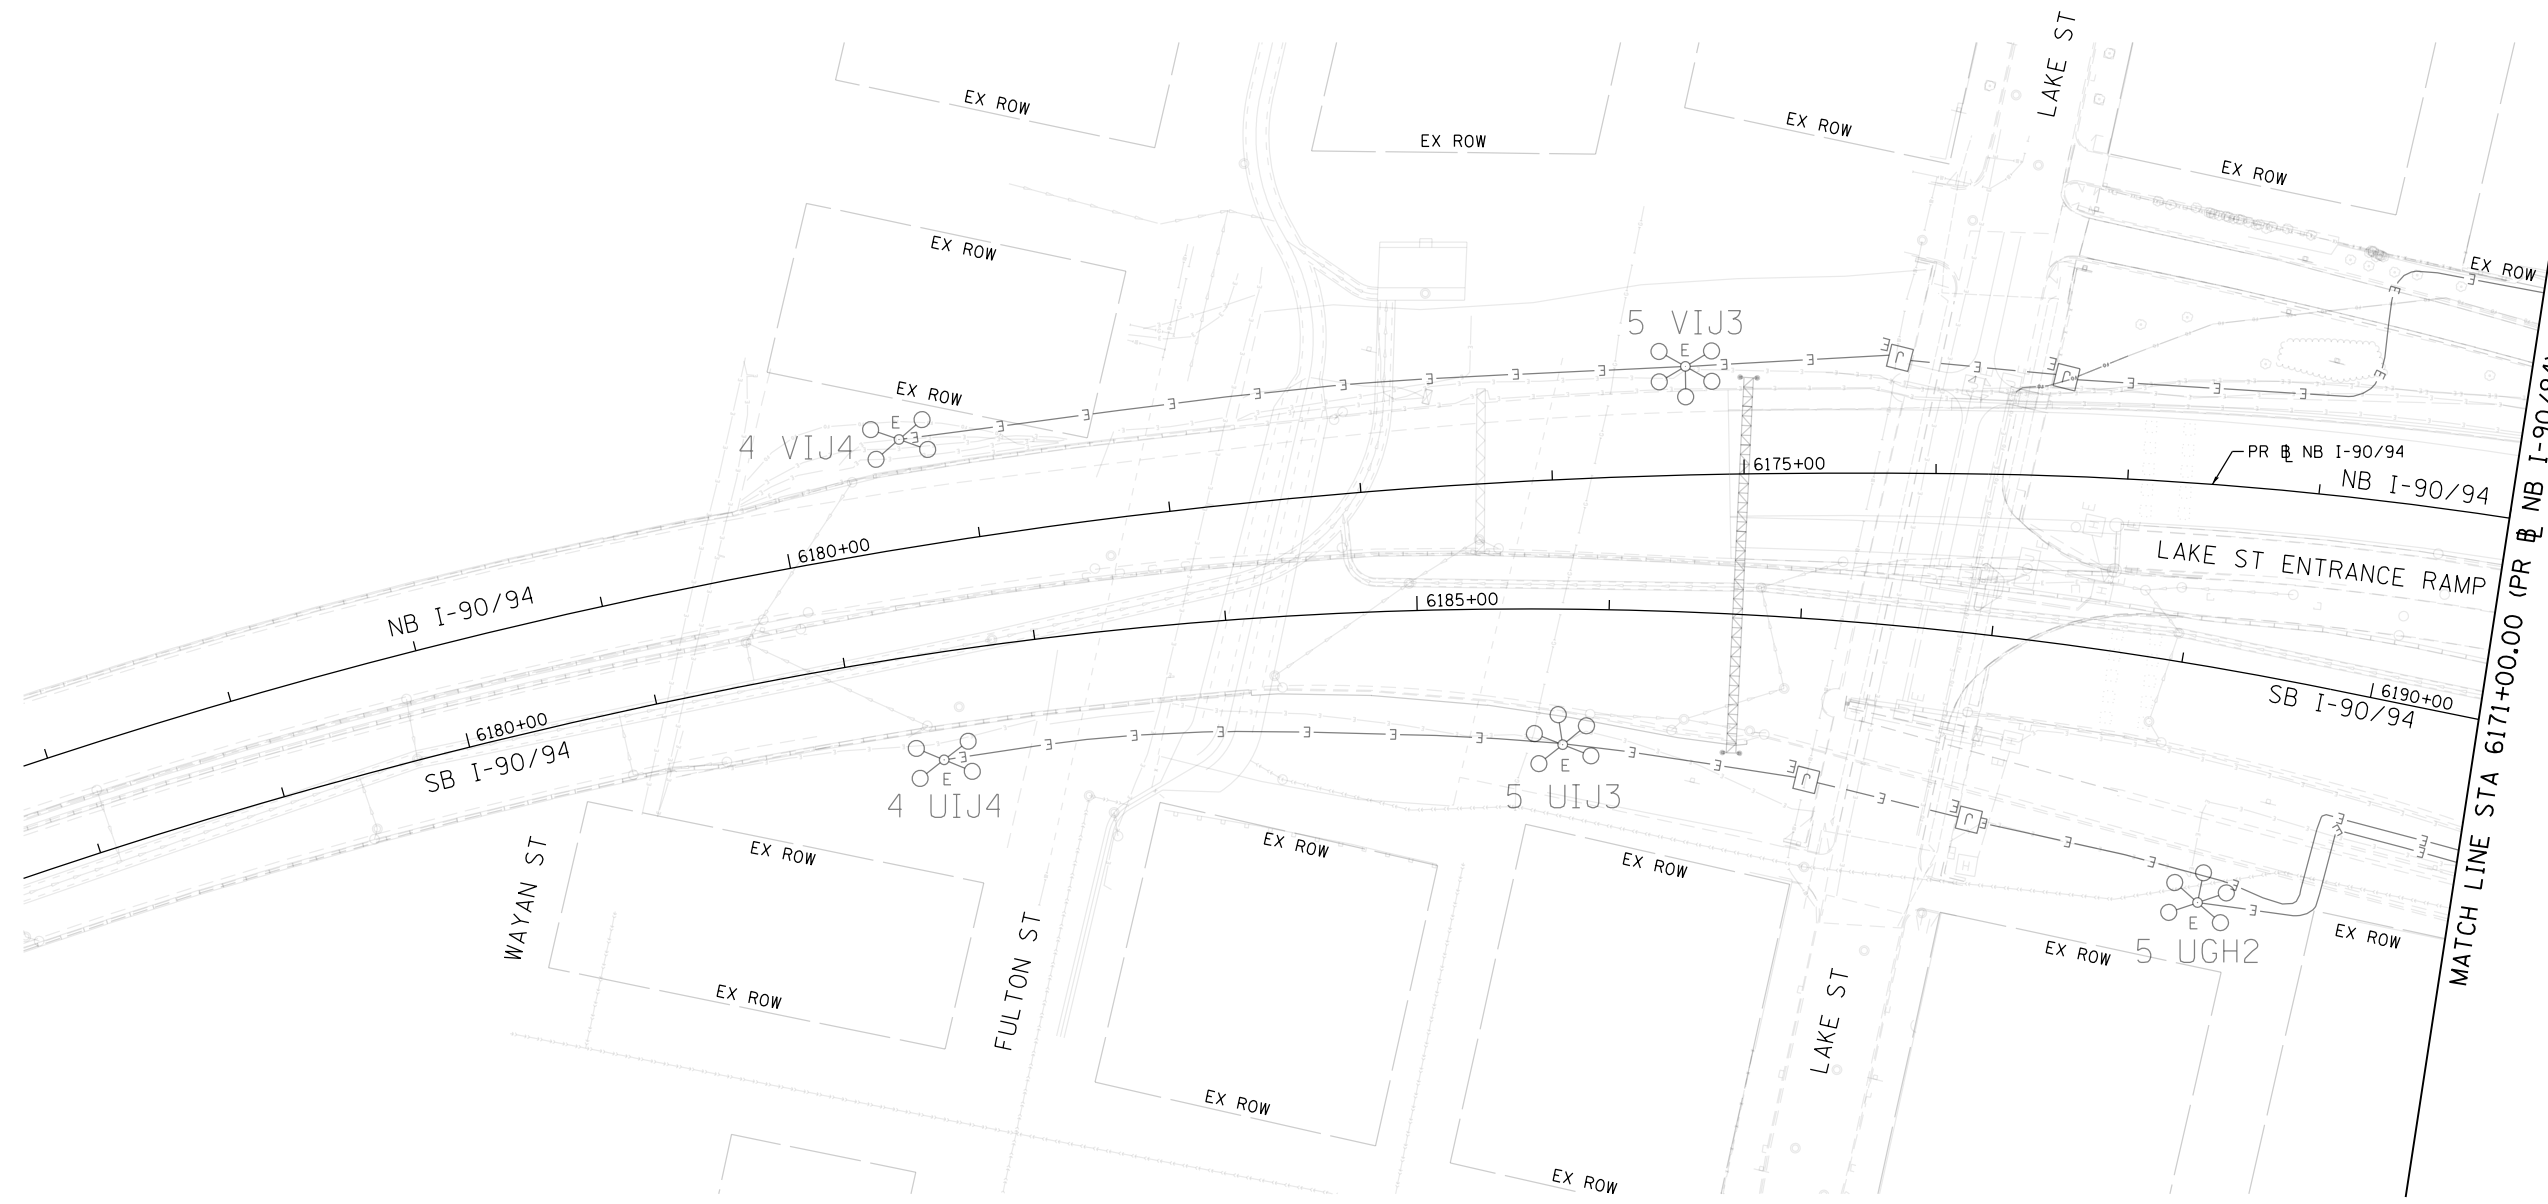 LAKE ST
EX ROW
EX ROW
EX ROW
EX ROW
EX ROW
EX ROW
EX ROW
5 VIJ3
E
E
E
E
E
E
E
E
J
J
EX ROW
4 VIJ4
E
PR BL NB I-90/94
NB I-90/94
6175+00
6180+00
LAKE ST ENTRANCE RAMP
NB I-90/94
6185+00
6190+00
SB I-90/94
6180+00
SB I-90/94
4 UIJ4
E
5 UIJ3
E
J
J
5 UGH2
E
EX ROW
EX ROW
EX ROW
EX ROW
EX ROW
WAYAN ST
FULTON ST
LAKE ST
EX ROW
EX ROW
EX ROW
MATCH LINE STA 6171+00.00 (PR BL NB I-90/94)